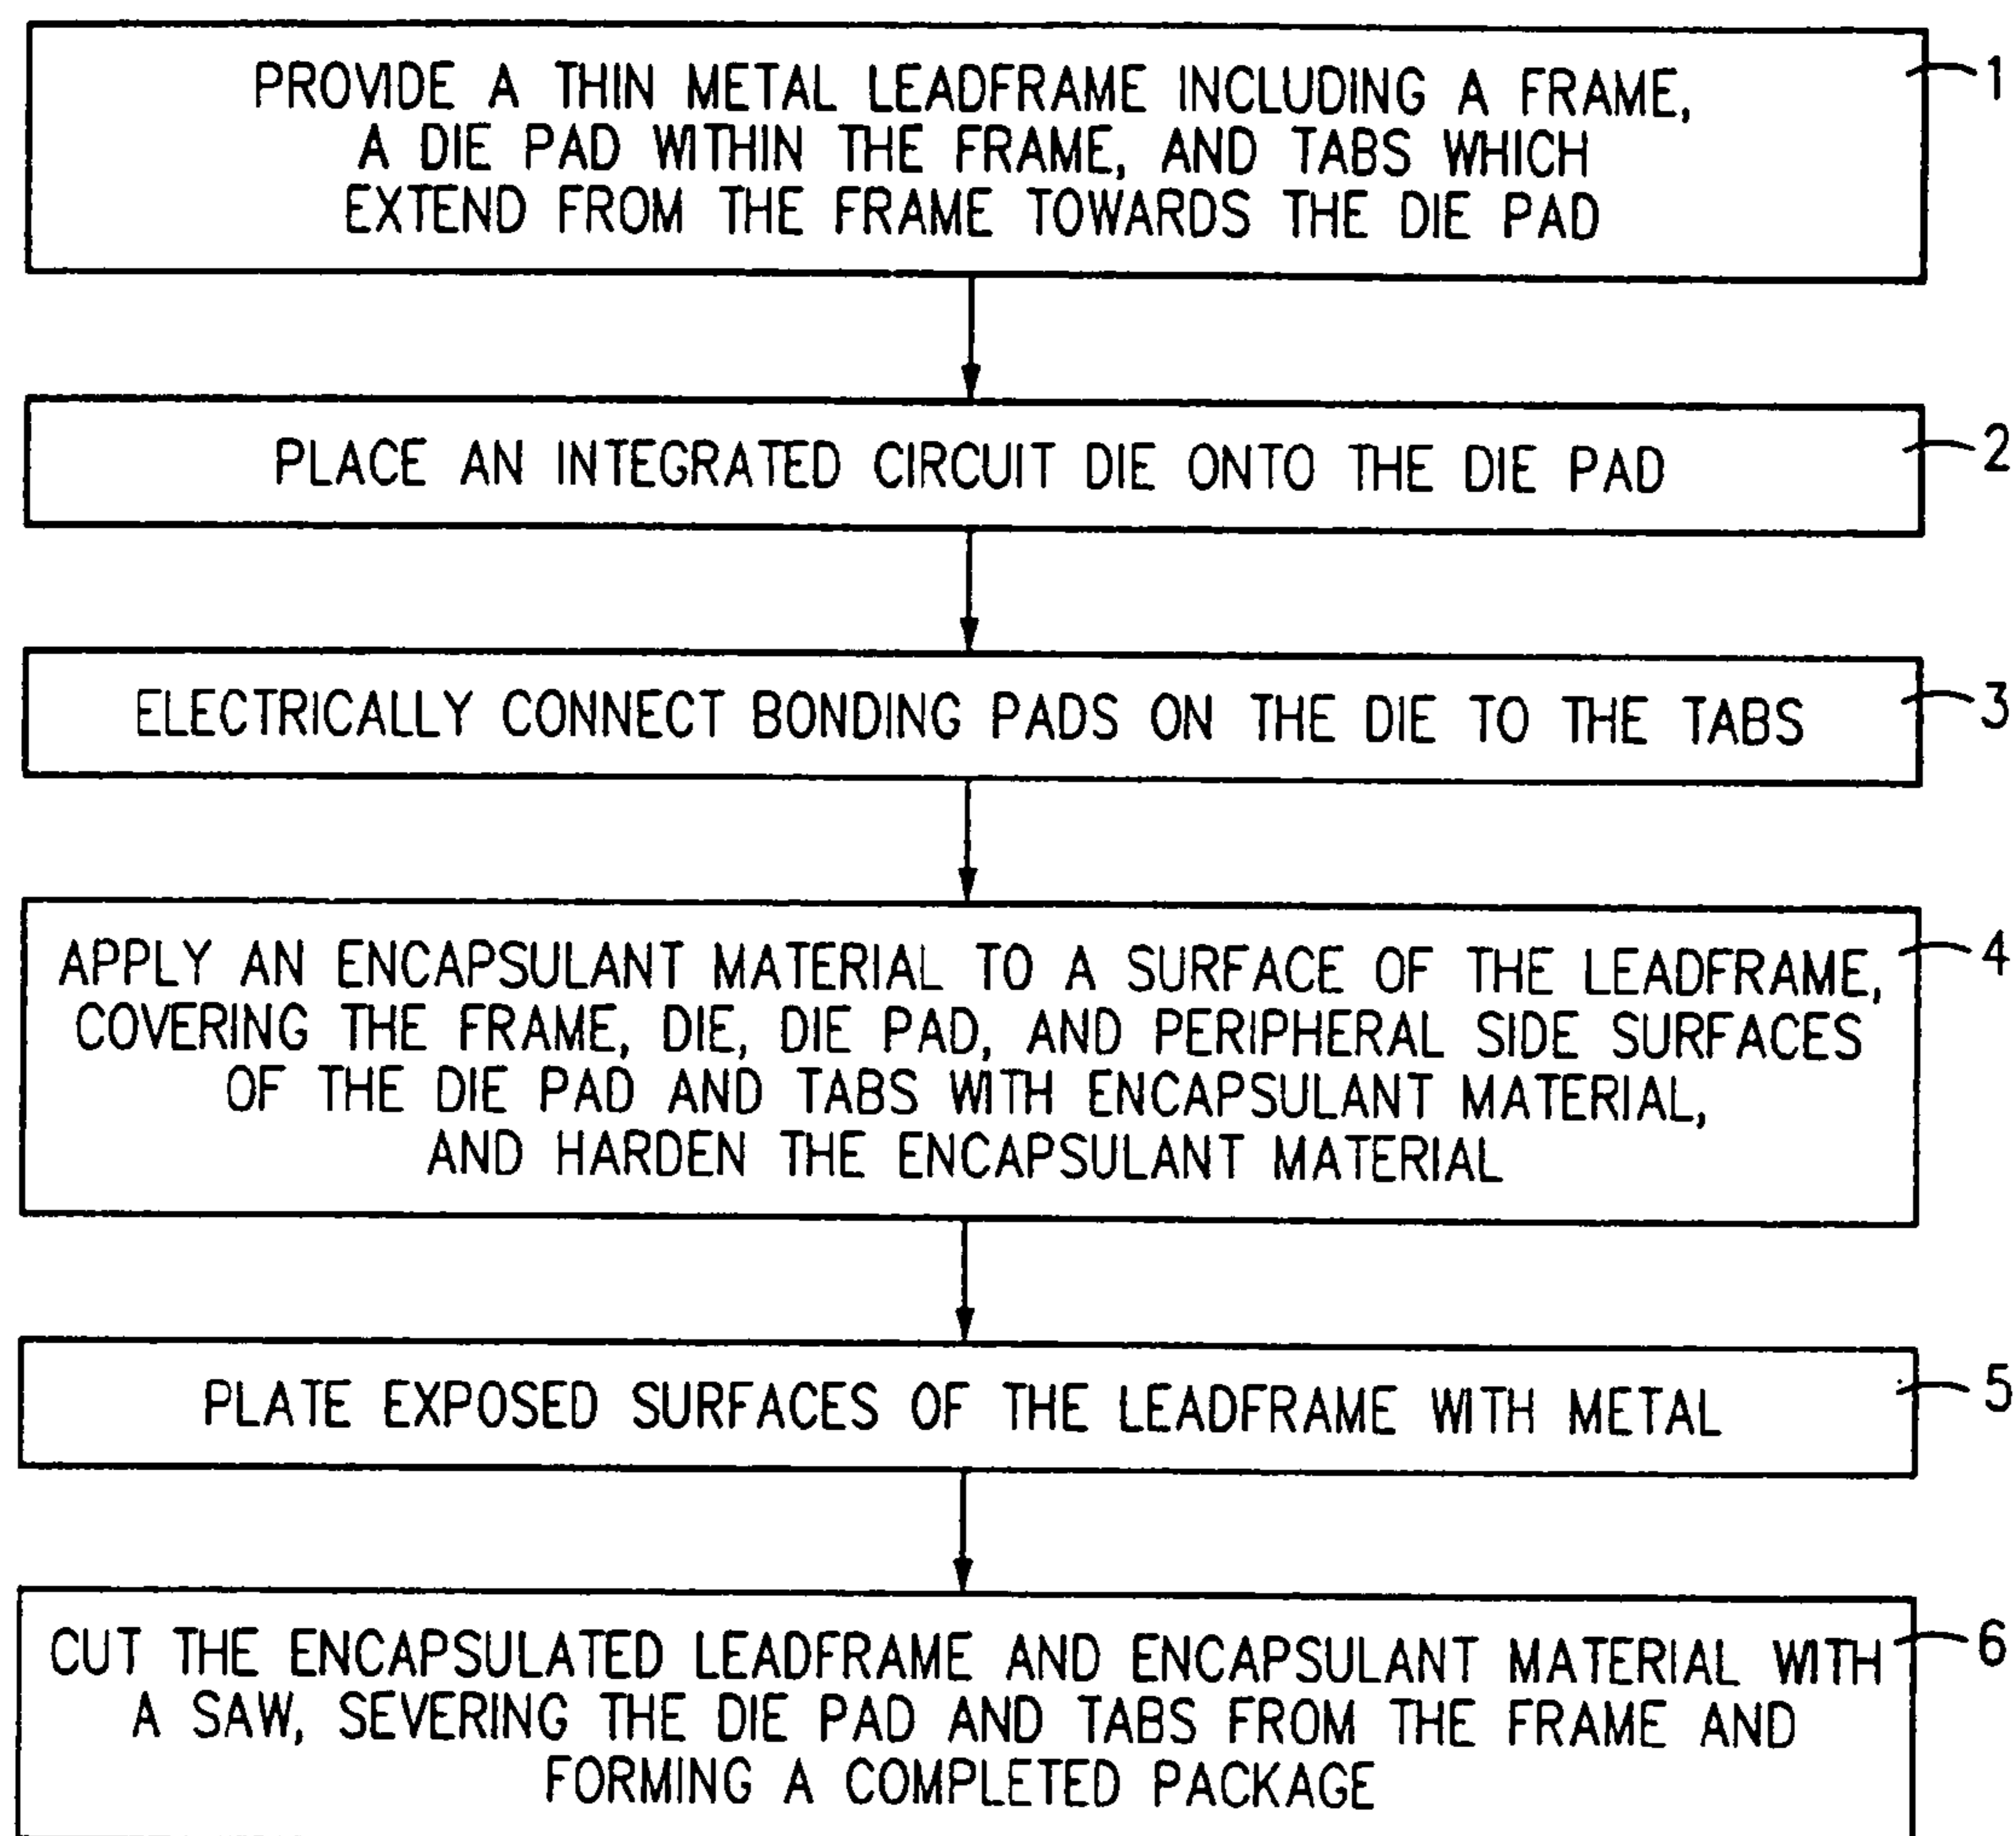 PROVIDE A THIN METAL LEADFRAME INCLUDING A FRAME,
A DIE PAD WITHIN THE FRAME, AND TABS WHICH
EXTEND FROM THE FRAME TOWARDS THE DIE PAD
1
PLACE AN INTEGRATED CIRCUIT DIE ONTO THE DIE PAD
2
ELECTRICALLY CONNECT BONDING PADS ON THE DIE TO THE TABS
3
APPLY AN ENCAPSULANT MATERIAL TO A SURFACE OF THE LEADFRAME,
COVERING THE FRAME, DIE, DIE PAD, AND PERIPHERAL SIDE SURFACES
OF THE DIE PAD AND TABS WITH ENCAPSULANT MATERIAL,
AND HARDEN THE ENCAPSULANT MATERIAL
4
PLATE EXPOSED SURFACES OF THE LEADFRAME WITH METAL
5
CUT THE ENCAPSULATED LEADFRAME AND ENCAPSULANT MATERIAL WITH
A SAW, SEVERING THE DIE PAD AND TABS FROM THE FRAME AND
FORMING A COMPLETED PACKAGE
6